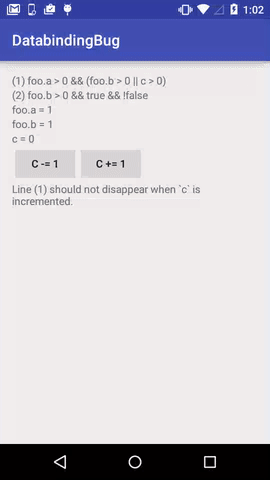 1:02
DatabindingBug
(1) foo.a > 0 && (foo.b > 0 || c > 0)
(2) foo.b > 0 && true && !false
foo.a = 1
foo.b = 1
c = 0
C -= 1 C += 1
Line (1) should not disappear when `c` is
incremented.